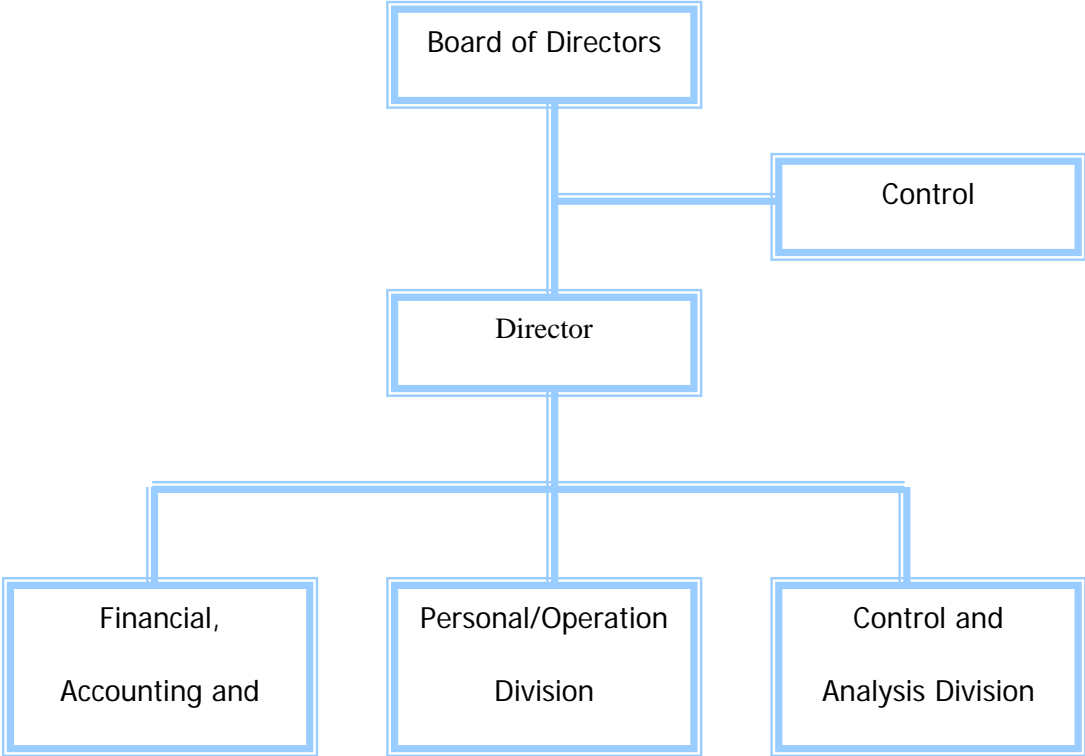 Board of Directors
Control
Director
Financial,
Accounting and
Personal/Operation
Division
Control and
Analysis Division